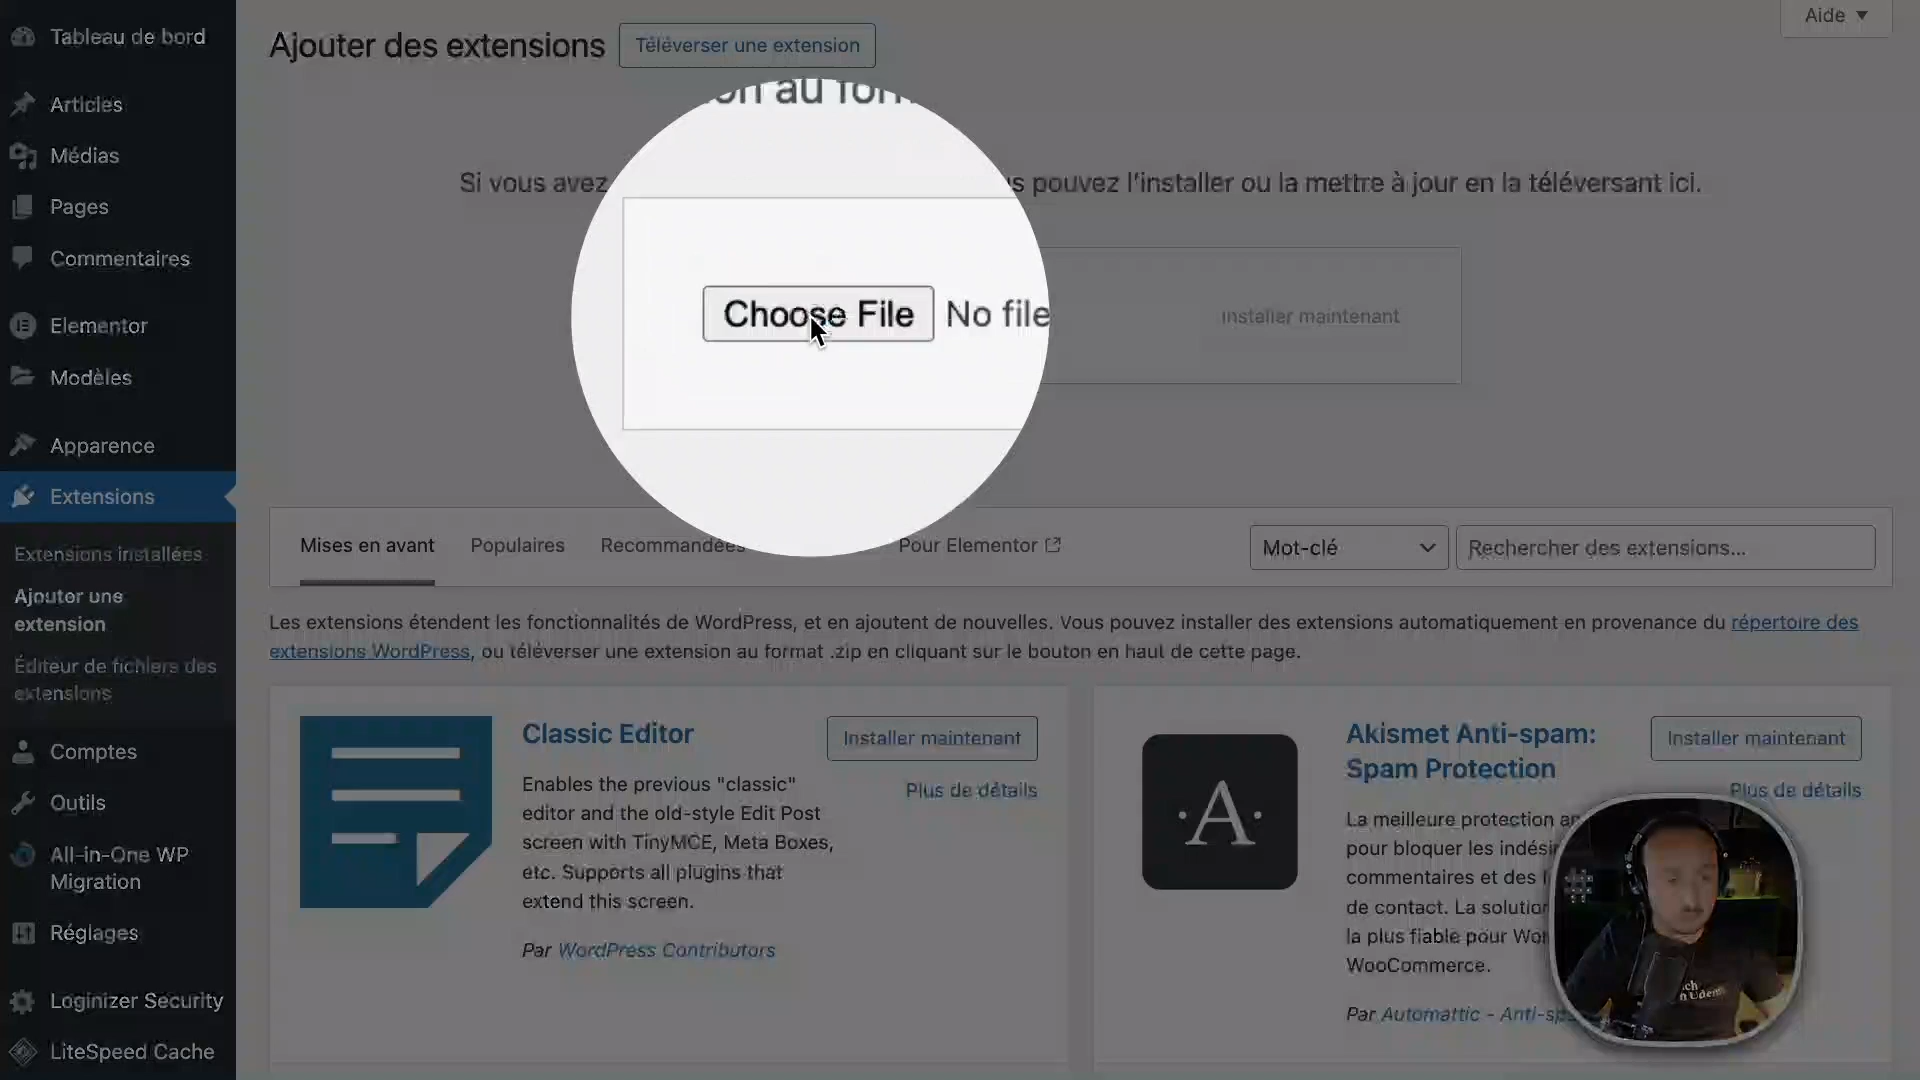 Tableau de bord
Articles
Médias
Pages
Commentaires
Elementor
Modèles
Apparence
Extensions
Extensions installées
Ajouter une
extension
Éditeur de fichiers des
extensions
Comptes
Outils
All-in-One WP
Migration
Réglages
Loginizer Security
LiteSpeed Cache
Aide
Ajouter des extensions
Téléverser une extension
au
Si vous avez
pouvez l'installer ou la mettre à jour en la téléversant ici.
Choose File No file
Installer maintenant
Mises en avant Populaires Recommandées Pour Elementor
Mot-clé
Rechercher des extensions...
Les extensions étendent les fonctionnalités de WordPress, et en ajoutent de nouvelles. Vous pouvez installer des extensions automatiquement en provenance du répertoire des
extensions WordPress, ou téléverser une extension au format .zip en cliquant sur le bouton en haut de cette page.
Classic Editor
Installer maintenant
Plus de détails
Enables the previous "classic"
editor and the old-style Edit Post
screen with TinyMCE, Meta Boxes,
etc. Supports all plugins that
extend this screen.
Par WordPress Contributors
A
Akismet Anti-spam:
Spam Protection
Installer maintenant
Plus de détails
La meilleure protection
pour bloquer les
commentaires et des
de contact. La solution
la plus fiable pour
WooCommerce.
Par Automattic - Anti-